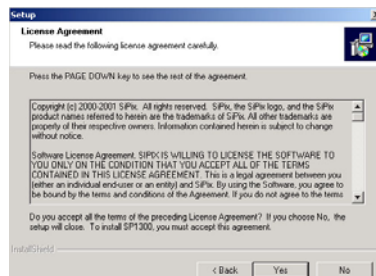 Setup
License Agreement
Please read the following license agreement carefully.
Press the PAGE DOWN key to see the rest of the agreement.
Copyright (c) 2000-2001 SiPix. All rights reserved. SiPix, the SiPix logo, and the SiPix
product names referred to herein are the trademarks of SiPix. All other trademarks are
property of their respective owners. Information contained herein is subject to change
without notice.
Software License Agreement. SIPIX IS WILLING TO LICENSE THE SOFTWARE TO
YOU ONLY ON THE CONDITION THAT YOU ACCEPT ALL OF THE TERMS
CONTAINED IN THIS LICENSE AGREEMENT. This is a legal agreement between you
(either an individual end-user or an entity) and SiPix. By using the Software, you agree to
be bound by the terms and conditions of the Agreement. If you do not agree to the terms
Do you accept all the terms of the preceding License Agreement? If you choose No, the
setup will close. To install SP1300, you must accept this agreement.
InstallShield
< Back
Yes
No